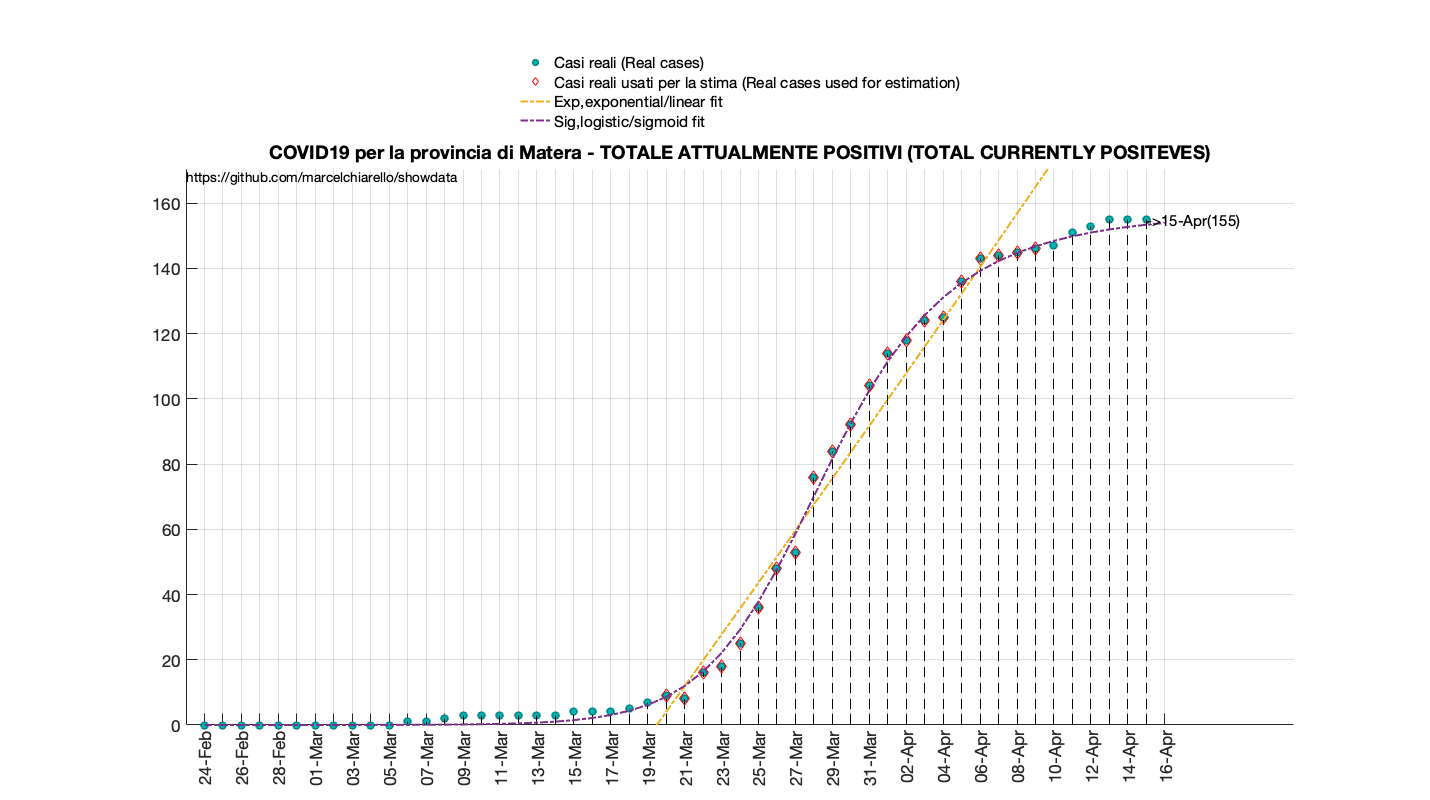 Casi reali (Real cases)
Casi reali usati per la stima (Real cases used for estimation)
Exp,exponential/linear fit
Sig,logistic/sigmoid fit
COVID19 per la provincia di Matera - TOTALE ATTUALMENTE POSITIVI (TOTAL CURRENTLY POSITEVES)
https://github.com/marcelchiarello/showdata
160
->15-Apr(155)
140
120
100
80
60
40
20
0
24-Feb
26-Feb
28-Feb
01-Mar
03-Mar
05-Mar
07-Mar
09-Mar
11-Mar
13-Mar
15-Mar
17-Mar
19-Mar
21-Mar
23-Mar
25-Mar
27-Mar
29-Mar
31-Mar
02-Apr
04-Apr
06-Apr
08-Apr
10-Apr
12-Apr
14-Apr
16-Apr